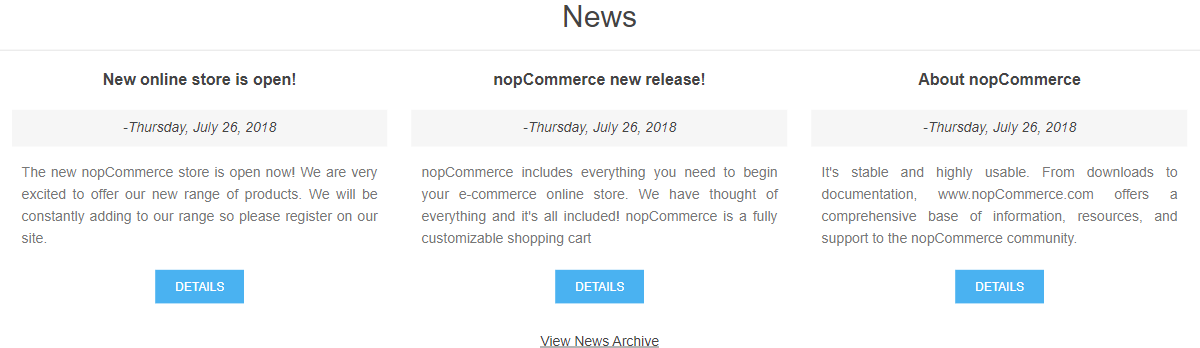 News
New online store is open!
-Thursday, July 26, 2018
The new nopCommerce store is open now! We are very
excited to offer our new range of products. We will be
constantly adding to our range so please register on our
site.
DETAILS
nopCommerce new release!
-Thursday, July 26, 2018
nopCommerce includes everything you need to begin
your e-commerce online store. We have thought of
everything and it's all included! nopCommerce is a fully
customizable shopping cart
DETAILS
About nopCommerce
-Thursday, July 26, 2018
It's stable and highly usable. From downloads to
documentation, www.nopCommerce.com offers a
comprehensive base of information, resources, and
support to the nopCommerce community.
DETAILS
View News Archive